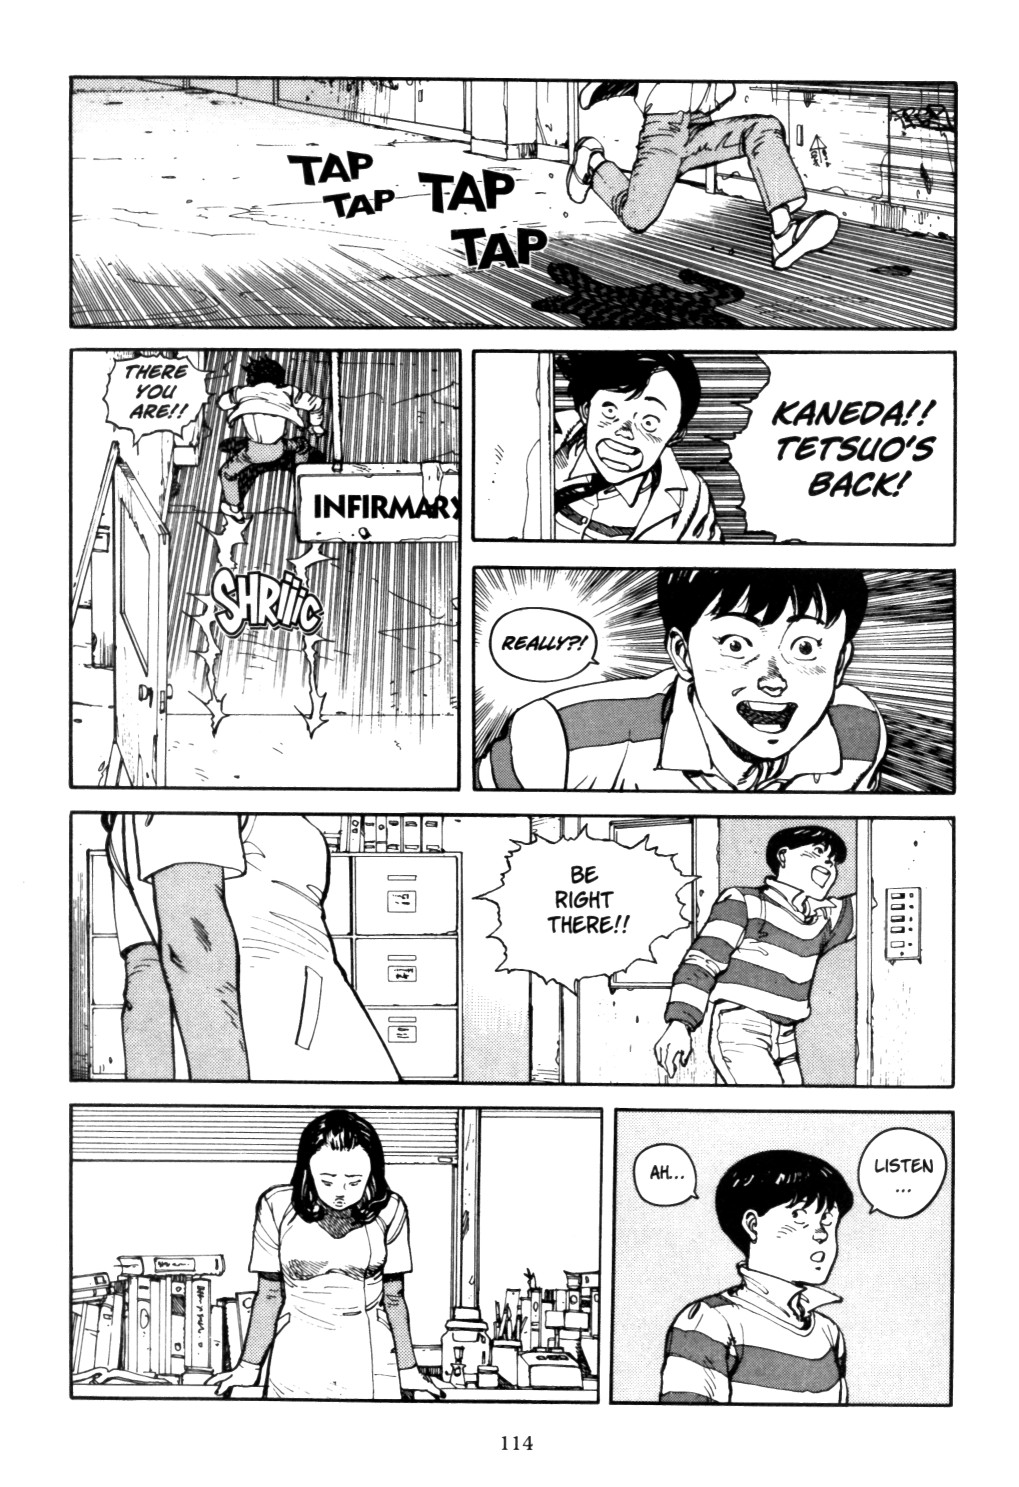 TAP
TAP
TAP
TAP
THERE
YOU
ARE!!
INFIRMARY
SHRIIIC
KANEDA!!
TETSUO'S
BACK!
REALLY?!
BE
RIGHT
THERE!!
AH...
LISTEN
...
114